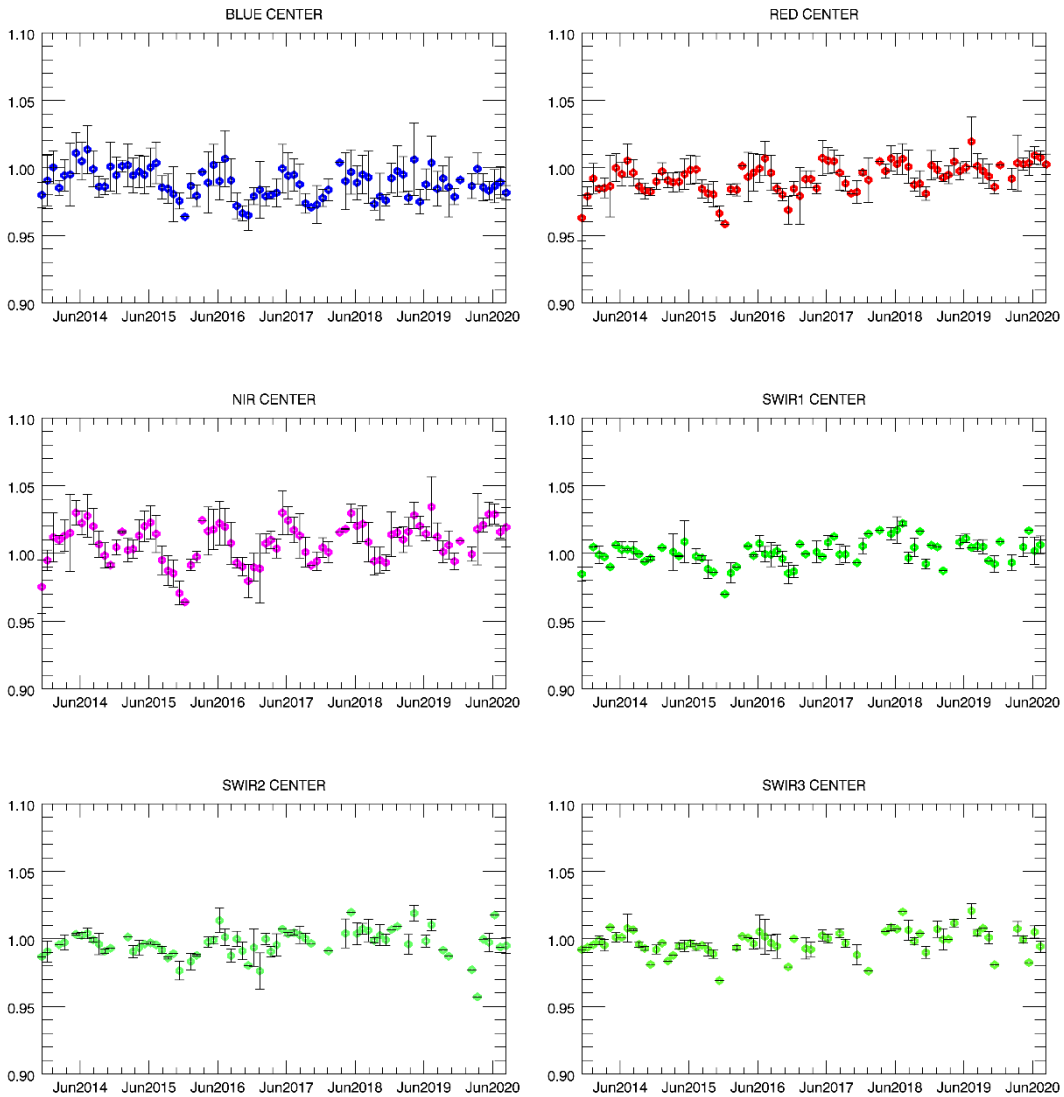 BLUE CENTER
1.10
1.05
1.00
0.95
0.90
Jun2014 Jun2015 Jun2016 Jun2017 Jun2018 Jun2019 Jun2020
RED CENTER
1.10
1.05
1.00
0.95
0.90
Jun2014 Jun2015 Jun2016 Jun2017 Jun2018 Jun2019 Jun2020
NIR CENTER
1.10
1.05
1.00
0.95
0.90
Jun2014 Jun2015 Jun2016 Jun2017 Jun2018 Jun2019 Jun2020
SWIR1 CENTER
1.10
1.05
1.00
0.95
0.90
Jun2014 Jun2015 Jun2016 Jun2017 Jun2018 Jun2019 Jun2020
SWIR2 CENTER
1.10
1.05
1.00
0.95
0.90
Jun2014 Jun2015 Jun2016 Jun2017 Jun2018 Jun2019 Jun2020
SWIR3 CENTER
1.10
1.05
1.00
0.95
0.90
Jun2014 Jun2015 Jun2016 Jun2017 Jun2018 Jun2019 Jun2020